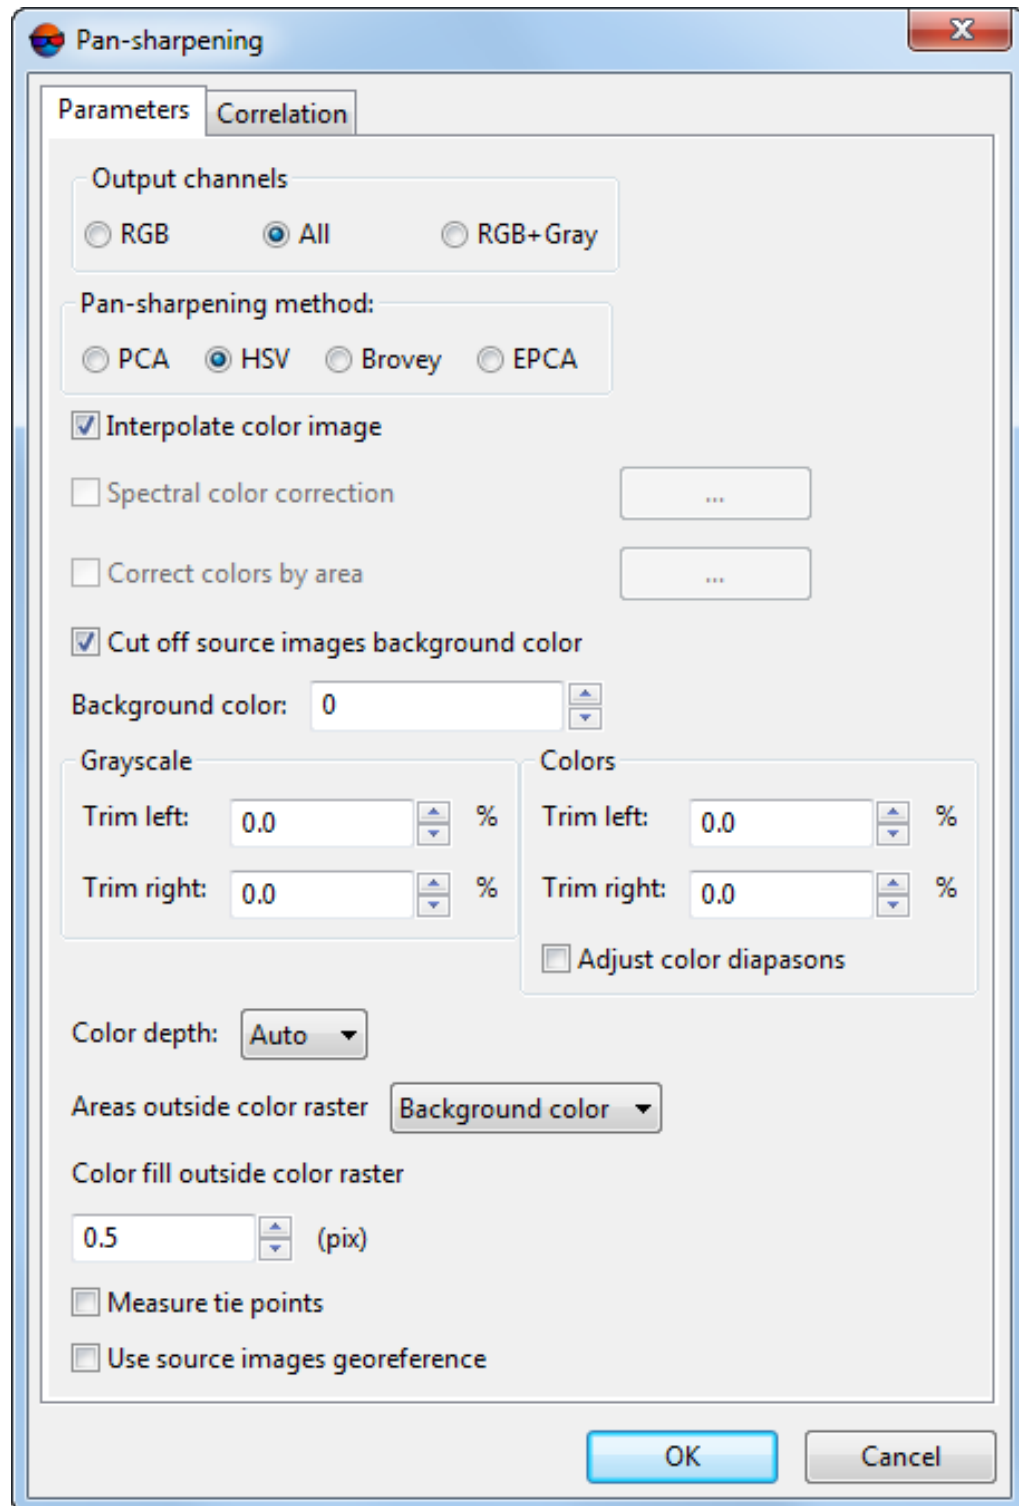 Pan-sharpening
Parameters Correlation
Output channels
RGB All RGB+Gray
Pan-sharpening method:
PCA HSV Brovey EPCA
Interpolate color image
Spectral color correction ...
Correct colors by area ...
Cut off source images background color
Background color: 0
Grayscale Colors
Trim left: 0.0 % Trim left: 0.0 %
Trim right: 0.0 % Trim right: 0.0 %
Adjust color diapasons
Color depth: Auto
Areas outside color raster Background color
Color fill outside color raster
0.5 (pix)
Measure tie points
Use source images georeference
OK Cancel